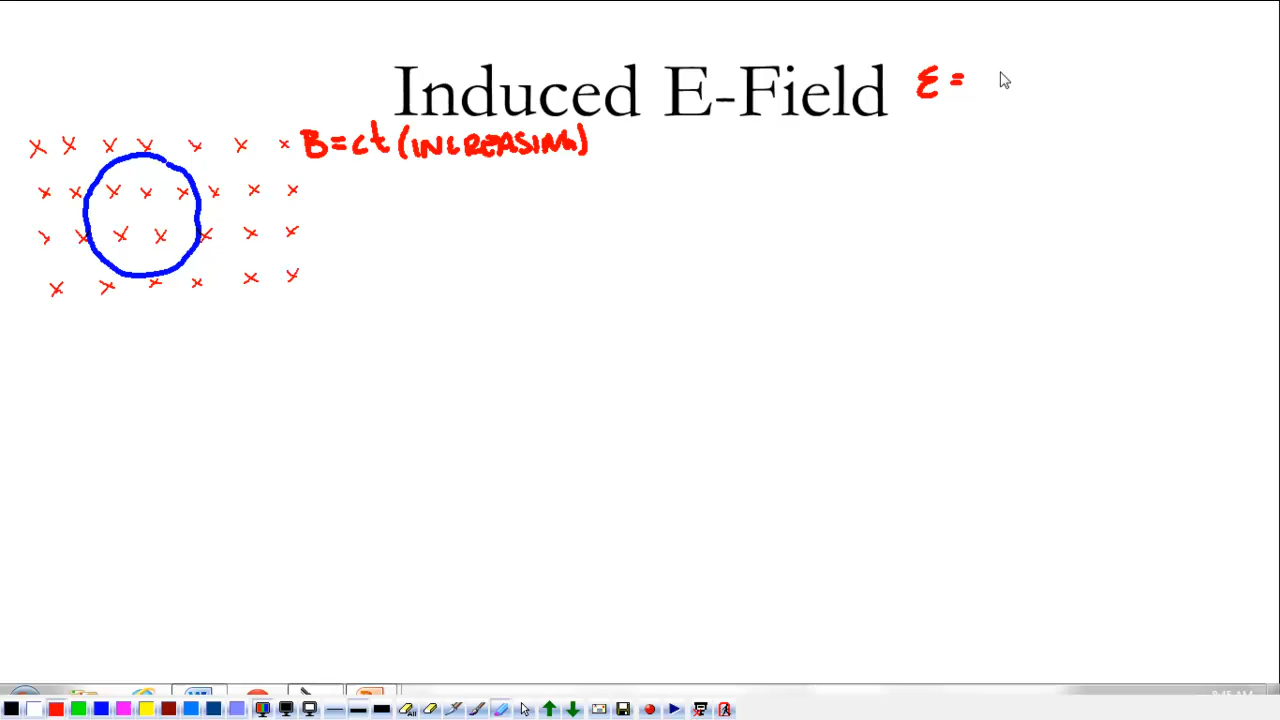 Induced E-Field ε =
B=ct (INCREASING)